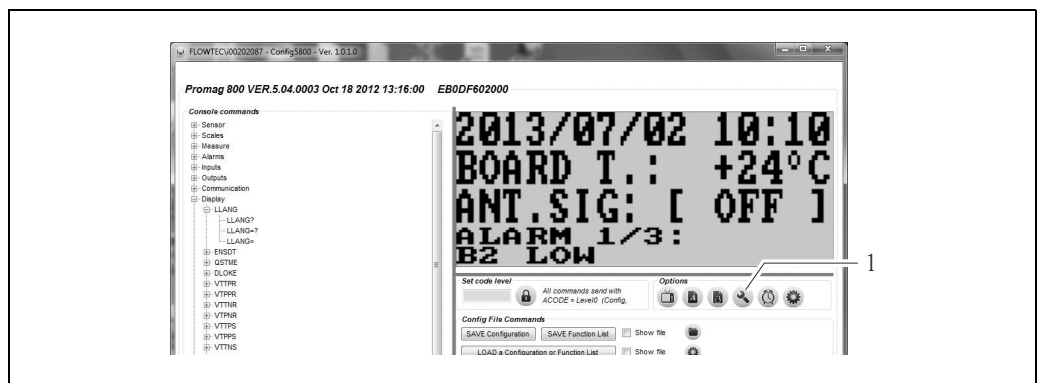 FLOWTEC\i00202087 - Config5800 - Ver. 1.0.1.0
Promag 800 VER.5.04.0003 Oct 18 2012 13:16:00 EB0DF602000
Console commands
Sensor
Scales
Measure
Alarms
Inputs
Outputs
Communication
Display
LLANG
LLANG?
LLANG=?
LLANG=
ENSDT
QSTME
DLOKE
VTTPR
VTPPR
VTTNR
VTPNR
VTTPS
VTPPS
VTTNS
2013/07/02 10:10
BOARD T.: +24°C
ANT.SIG: [ OFF ]
ALARM 1/3:
B2 LOW
1
Set code level
All commands send with
ACODE = Level0 (Config,
Options
Config File Commands
SAVE Configuration SAVE Function List Show file
LOAD a Configuration or Function List Show file